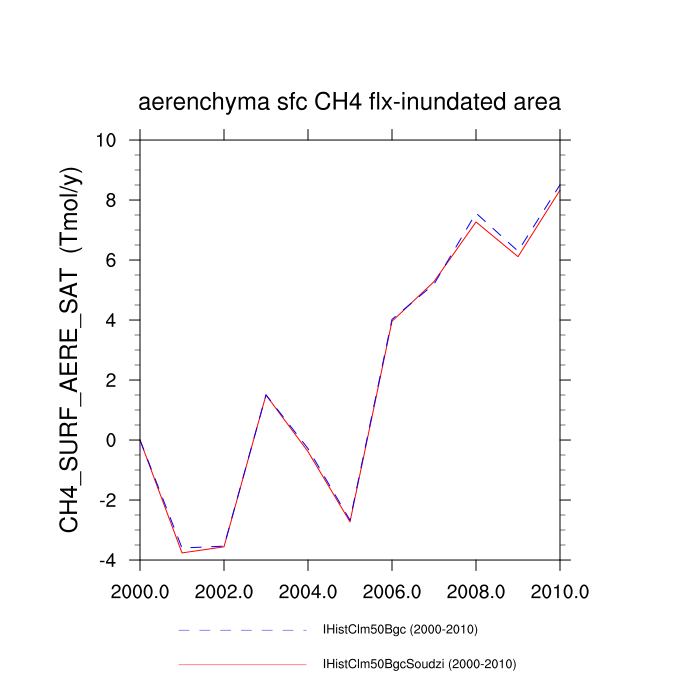 aerenchyma sfc CH4 flx-inundated area
CH4_SURF_AERE_SAT (Tmol/y)
10
8
6
4
2
0
-2
-4
2000.0 2002.0 2004.0 2006.0 2008.0 2010.0
IHistClm50Bgc (2000-2010)
IHistClm50BgcSoudzi (2000-2010)